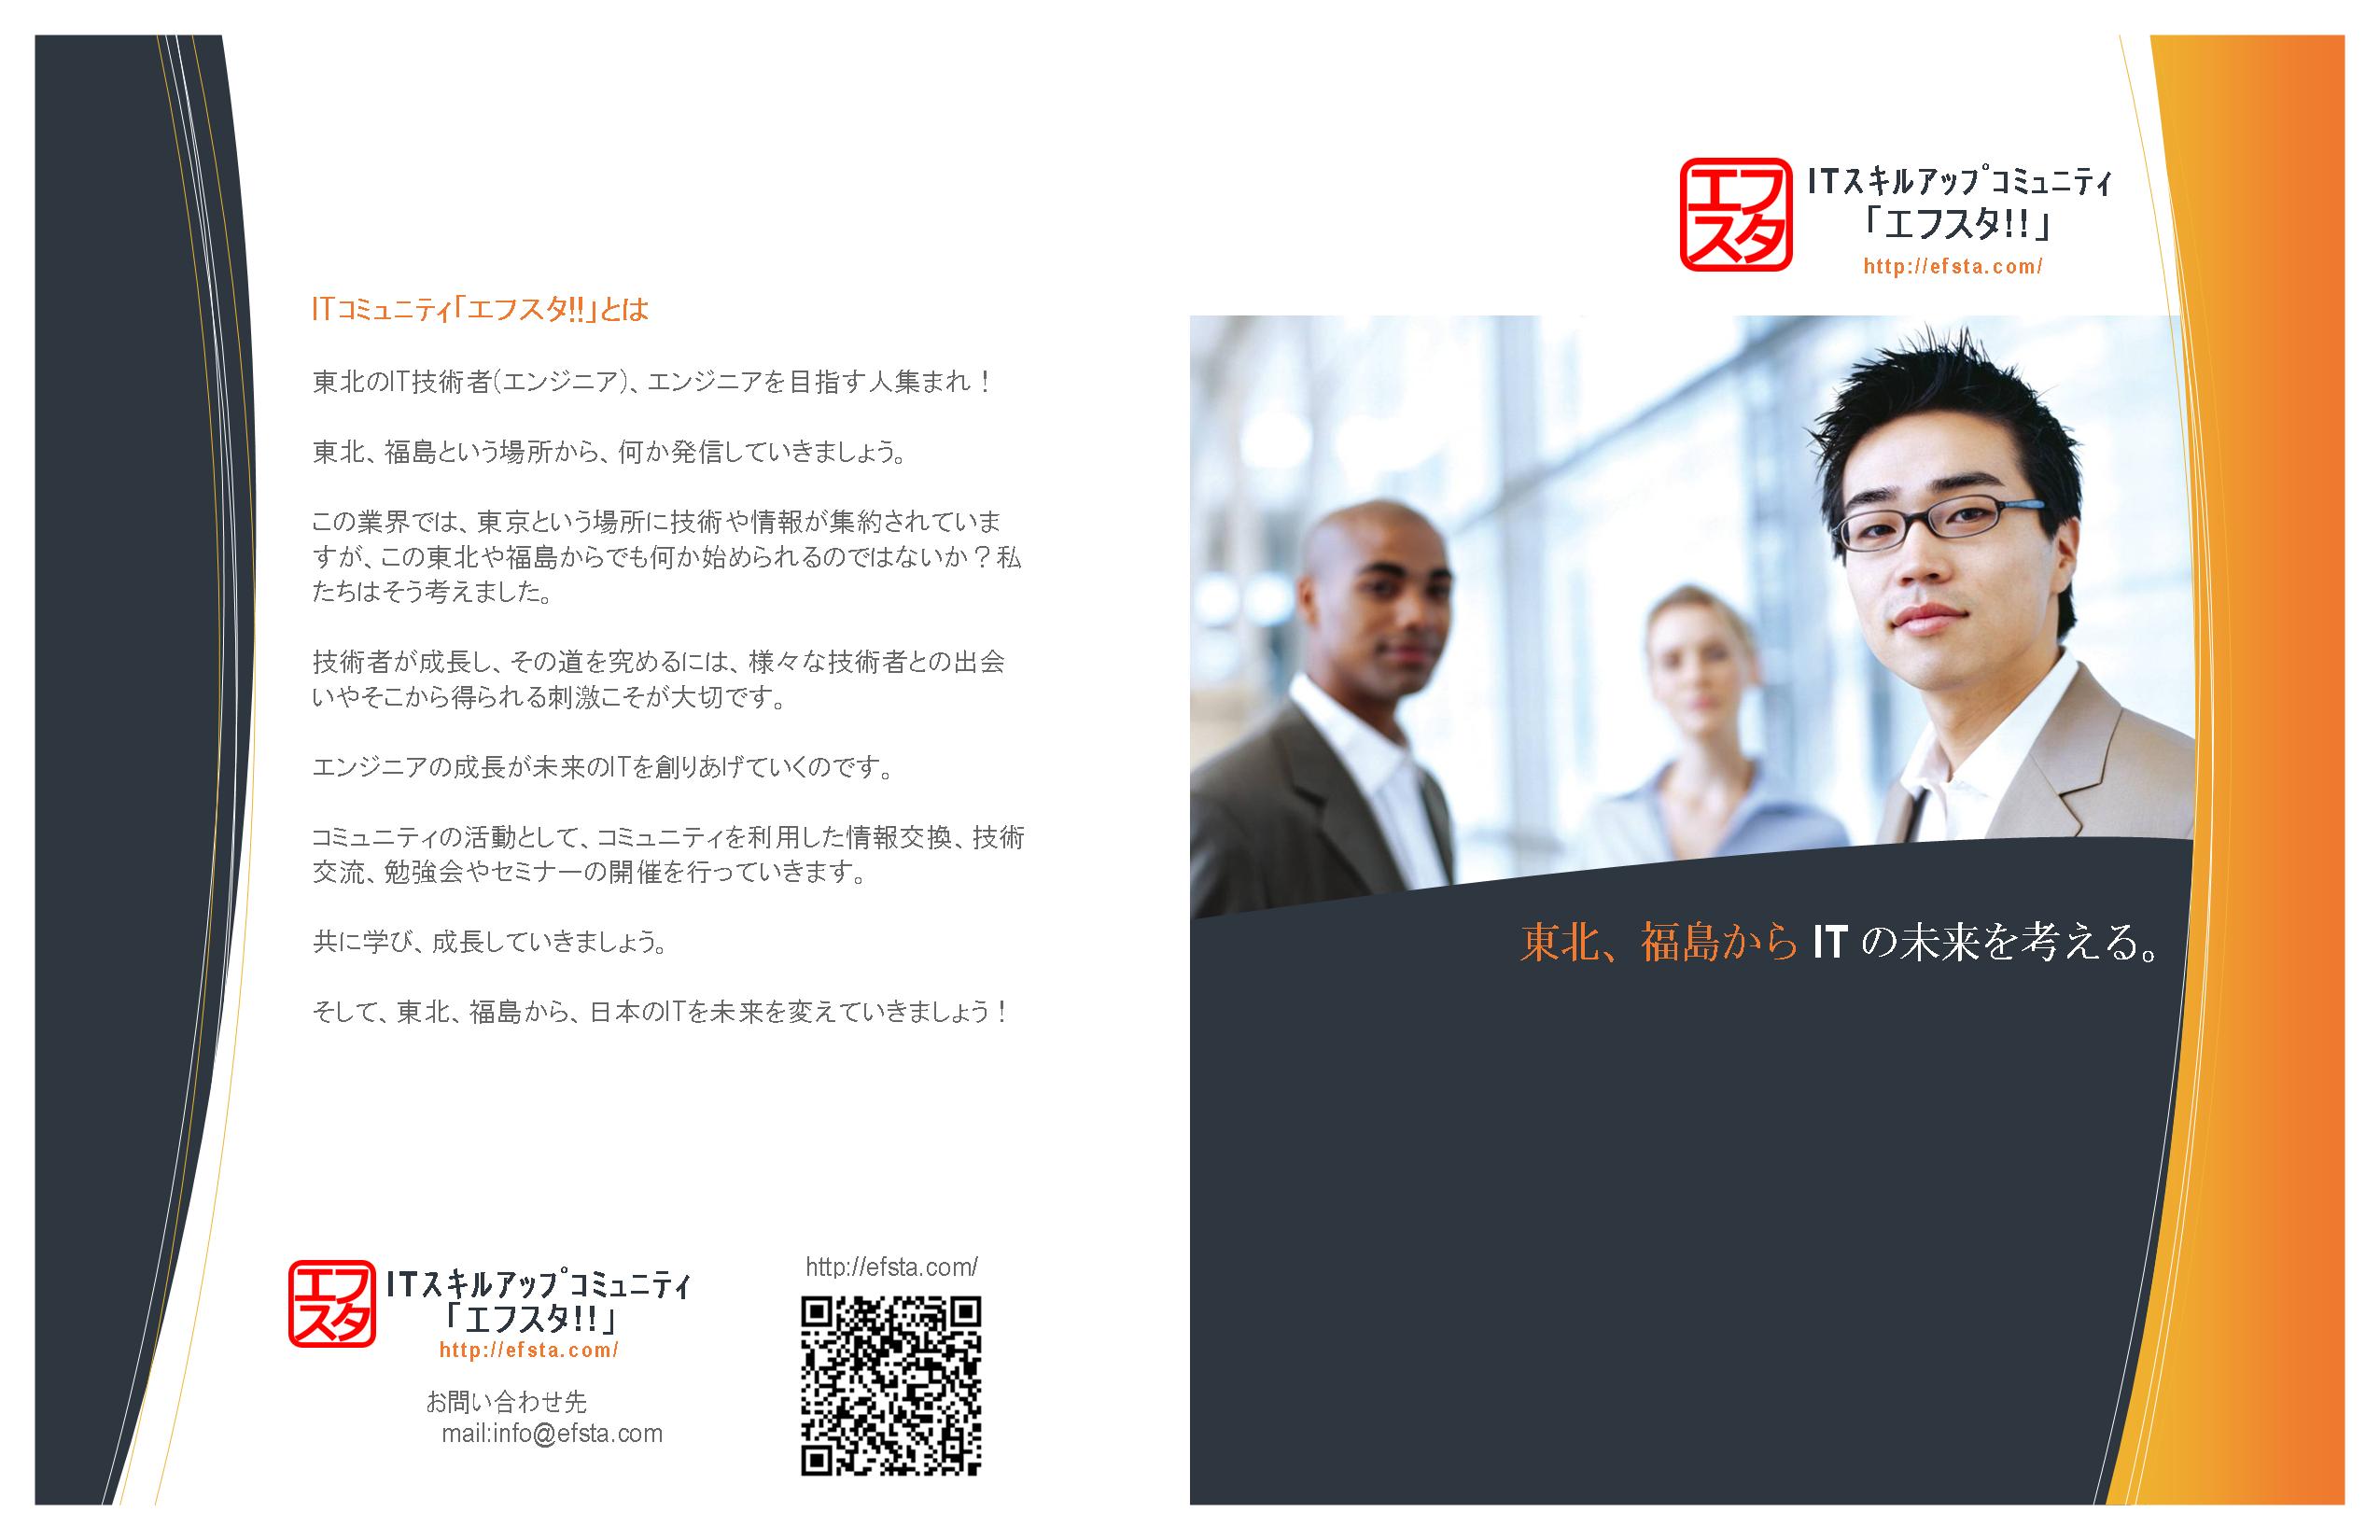 ITコミュニティ「エフスタ!!」とは
東北のIT技術者(エンジニア)、エンジニアを目指す人集まれ！
東北、福島という場所から、何か発信していきましょう。
この業界では、東京という場所に技術や情報が集約されていま
すが、この東北や福島からでも何か始められるのではないか？私
たちはそう考えました。
技術者が成長し、その道を究めるには、様々な技術者との出会
いやそこから得られる刺激こそが大切です。
エンジニアの成長が未来のITを創りあげていくのです。
コミュニティの活動として、コミュニティを利用した情報交換、技術
交流、勉強会やセミナーの開催を行っていきます。
共に学び、成長していきましょう。
そして、東北、福島から、日本のITを未来を変えていきましょう！
エフ
スタ
ITスキルアップコミュニティ
「エフスタ!!」
http://efsta.com/
お問い合わせ先
mail:info@efsta.com
http://efsta.com/
エフ
スタ
ITスキルアップコミュニティ
「エフスタ!!」
http://efsta.com/
東北、福島から IT の未来を考える。